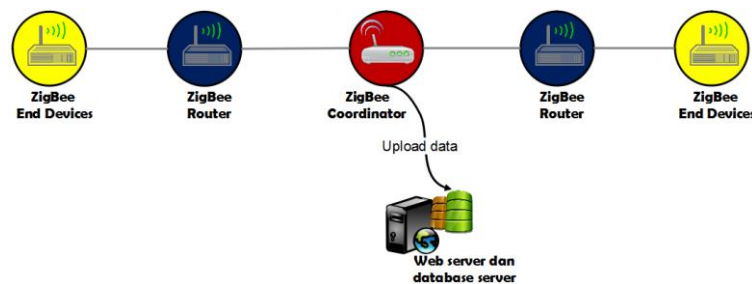 ZigBee
End Devices
ZigBee
Router
ZigBee
Coordinator
ZigBee
Router
ZigBee
End Devices
Upload data
Web server dan
database server